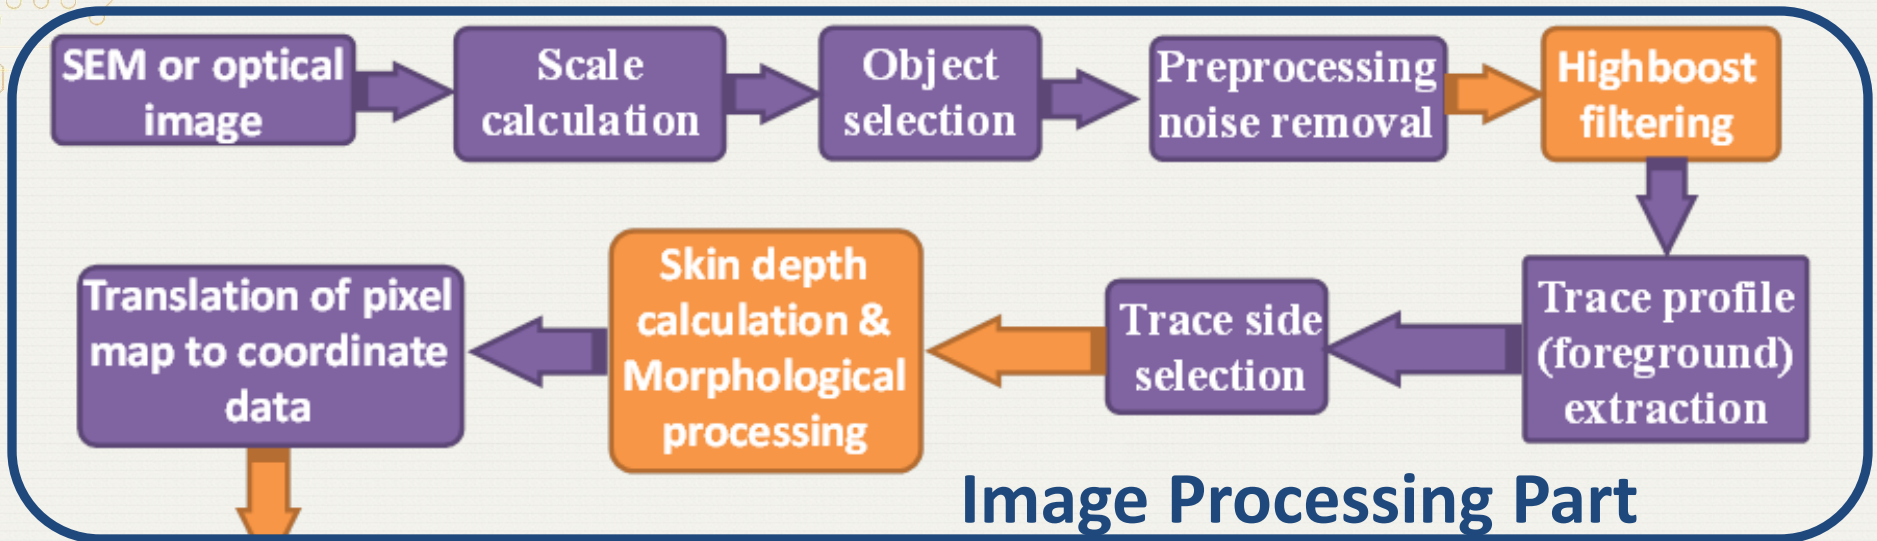 SEM or optical
image
Scale
calculation
Object
selection
Preprocessing
noise removal
Highboost
filtering
Trace profile
(foreground)
extraction
Trace side
selection
Skin depth
calculation &
Morphological
processing
Translation of pixel
map to coordinate
data
Image Processing Part